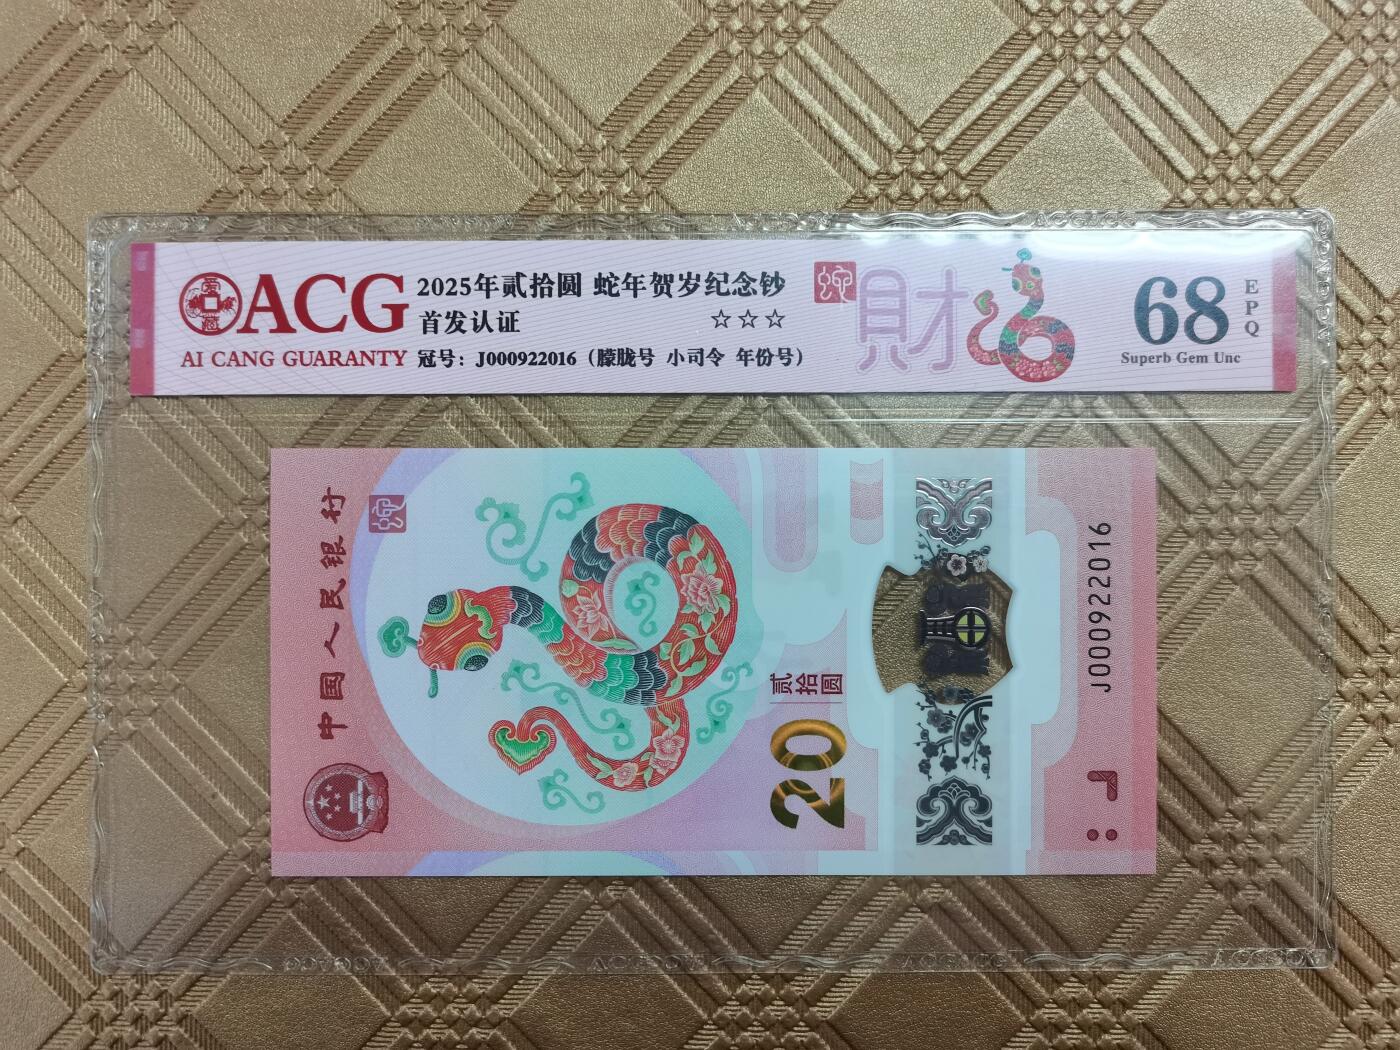 ACG
AI CANG GUARANTY
2025年贰拾圆 蛇年贺岁纪念钞
首发认证
☆☆☆
冠号：J000922016（朦胧号 小司令 年份号）
蛇
財
68
EPQ
Superb Gem Unc
中国人民银行
蛇
贰拾圆
20
J000922016